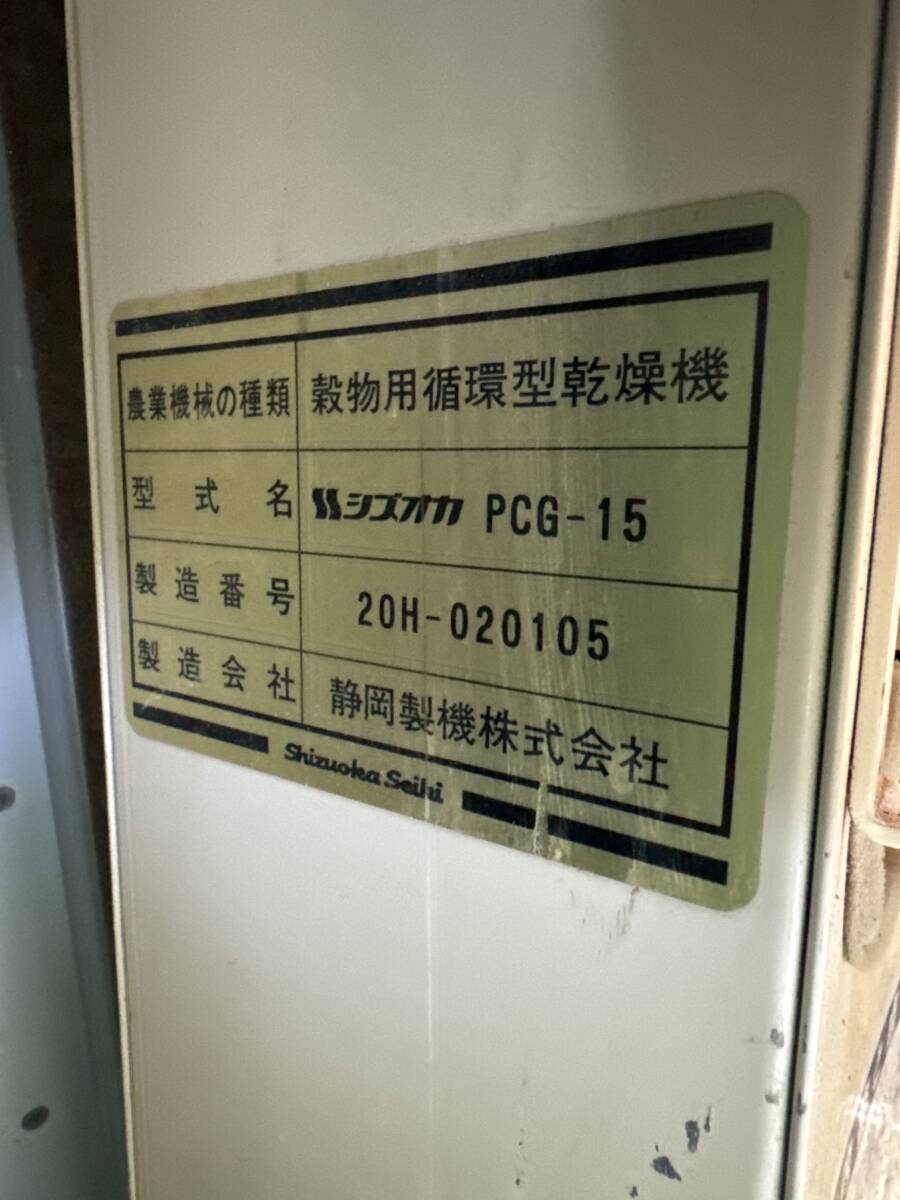 農業機械の種類 穀物用循環型乾燥機
型式名 シズオカ PCG-15
製造番号 20H-020105
製造会社 静岡製機株式会社
Shizuoka Seiki